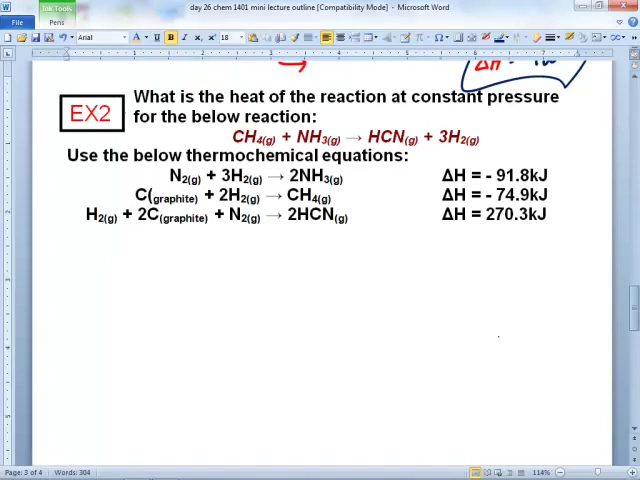 Ink Tools
day 26 chem 1401 mini lecture outline [Compatibility Mode] - Microsoft Word
File
Pens
Arial
18
ΔH
EX2
What is the heat of the reaction at constant pressure
for the below reaction:
CH4(g) + NH3(g) → HCN(g) + 3H2(g)
Use the below thermochemical equations:
N2(g) + 3H2(g) → 2NH3(g) ΔH = - 91.8kJ
C(graphite) + 2H2(g) → CH4(g) ΔH = - 74.9kJ
H2(g) + 2C(graphite) + N2(g) → 2HCN(g) ΔH = 270.3kJ
Page: 3 of 4
Words: 304
114%